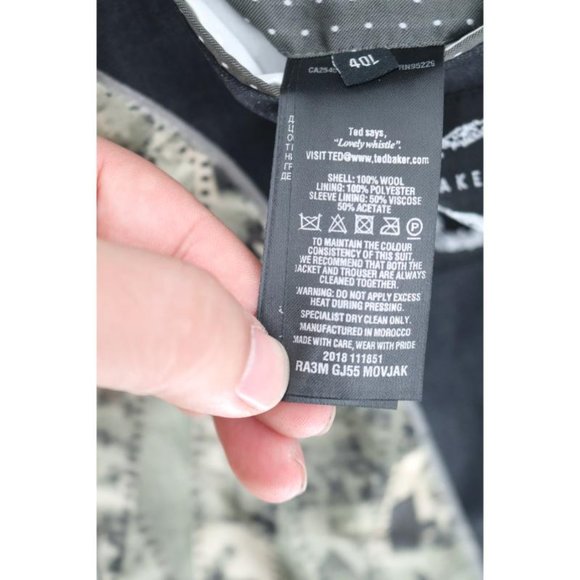 40L
RN95225
Ted says,
"Lovely whistle".
VISIT TED@www.tedbaker.com
SHELL: 100% WOOL
LINING: 100% POLYESTER
SLEEVE LINING: 50% VISCOSE
50% ACETATE
P
TO MAINTAIN THE COLOUR
CONSISTENCY OF THIS SUIT,
WE RECOMMEND THAT BOTH THE
JACKET AND TROUSER ARE ALWAYS
CLEANED TOGETHER.
WARNING: DO NOT APPLY EXCESS
HEAT DURING PRESSING.
SPECIALIST DRY CLEAN ONLY.
MANUFACTURED IN MOROCCO
MADE WITH CARE, WEAR WITH PRIDE
2018 111851
RA3M GJ55 MOVJAK
AKE